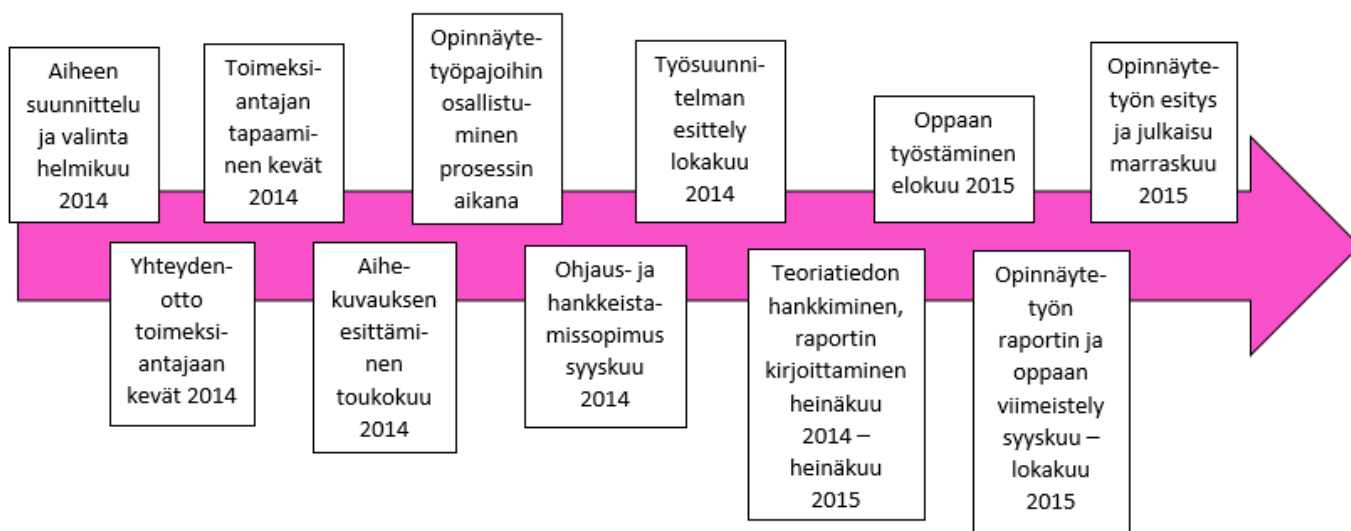 Aiheen
suunnittelu
ja valinta
helmikuu
2014
Yhteyden-
otto
toimeksi-
antajaan
kevät 2014
Toimeksi-
antajan
tapaami-
nen kevät
2014
Aihe-
kuvauksen
esittämi-
nen
toukokuu
2014
Opinnäyte-
työpajoihin
osallistu-
minen
prosessin
aikana
Ohjaus- ja
hankkeista-
missopimus
syyskuu
2014
Työsuunni-
telman
esittely
lokakuu
2014
Teoriatiedon
hankkiminen,
raportin
kirjoittaminen
heinäkuu
2014 –
heinäkuu
2015
Oppaan
työstäminen
elokuu 2015
Opinnäyte-
työn
raportin ja
oppaan
viimeistely
syyskuu –
lokakuu
2015
Opinnäyte-
työn esitys
ja julkaisu
marraskuu
2015